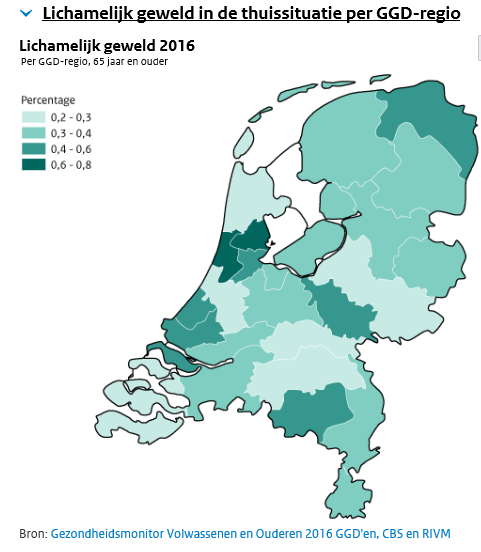 Lichamelijk geweld in de thuissituatie per GGD-regio
Lichamelijk geweld 2016
Per GGD-regio, 65 jaar en ouder
Percentage
0,2 - 0,3
0,3 - 0,4
0,4 - 0,6
0,6 - 0,8
Bron: Gezondheidsmonitor Volwassenen en Ouderen 2016 GGD'en, CBS en RIVM